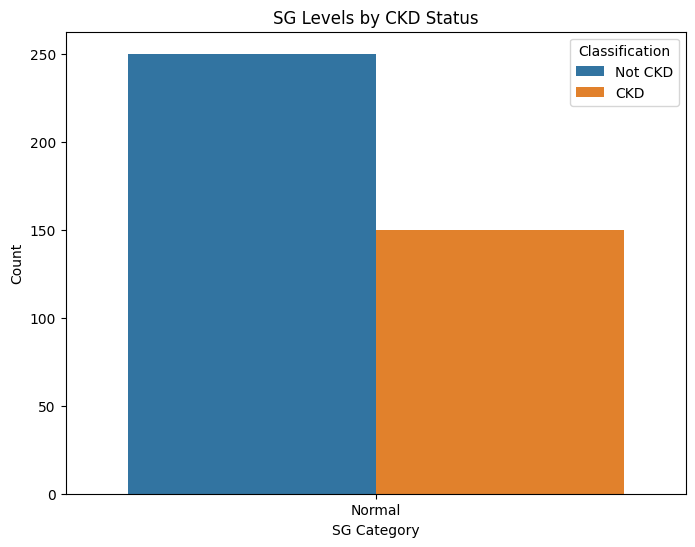 SG Levels by CKD Status
Classification
Not CKD
CKD
250
200
150
100
50
0
Count
Normal
SG Category